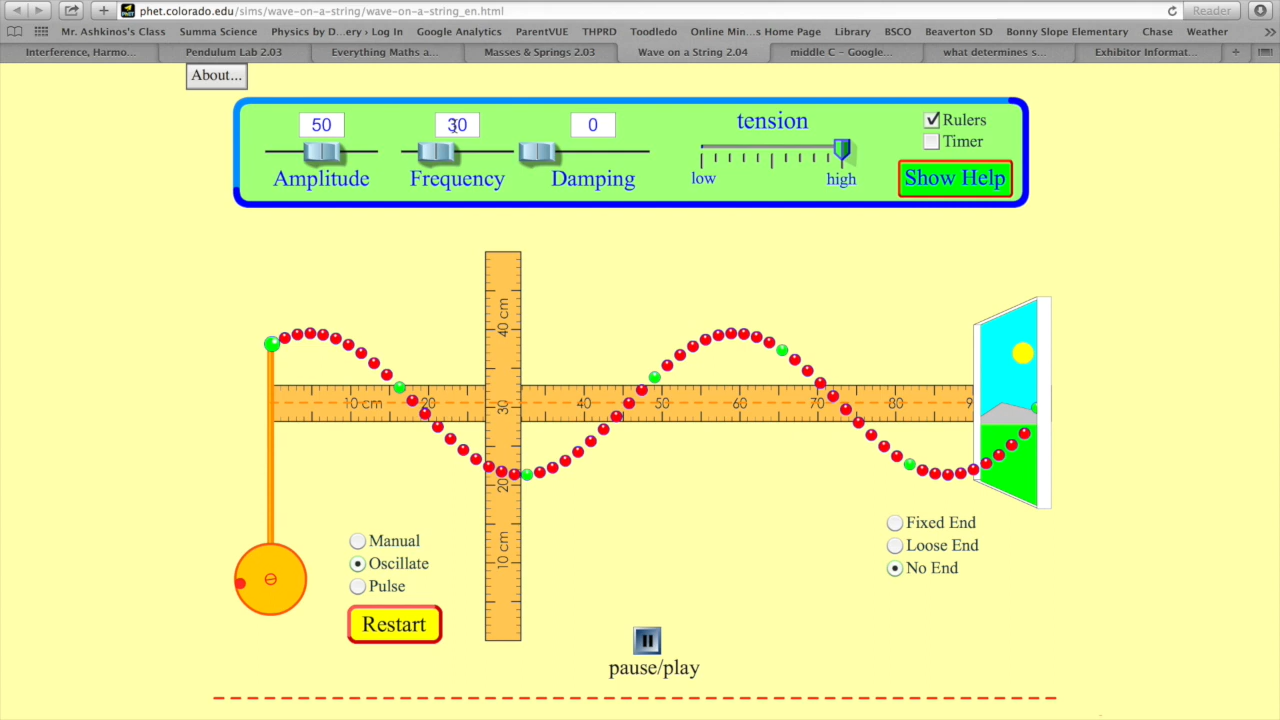 phet.colorado.edu/sims/wave-on-a-string/wave-on-a-string_en.html
Reader
Mr. Ashkinos's Class Summa Science Physics by D...ery › Log In Google Analytics ParentVUE THPRD Toodledo Online Min...s Home Page Library BSCO Beaverton SD Bonny Slope Elementary Chase Weather
Interference, Harmo... Pendulum Lab 2.03 Everything Maths a... Masses & Springs 2.03 Wave on a String 2.04 middle C - Google... what determines s... Exhibitor Informat...
About...
50 30 0
tension
Rulers
Timer
Amplitude Frequency Damping
low high
Show Help
40 cm
10 cm 20 30 50 60 70 80 9
20
10 cm
Manual
Oscillate
Pulse
Restart
Fixed End
Loose End
No End
pause/play